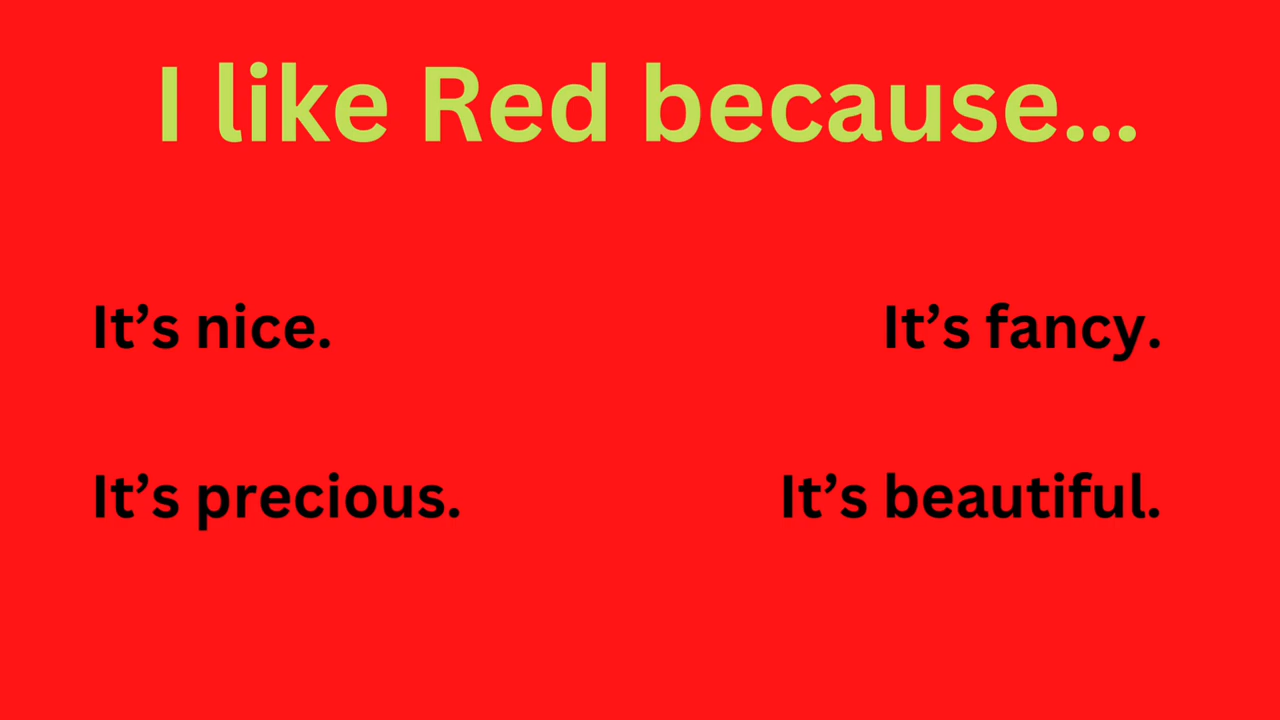 I like Red because...
It’s nice.
It’s fancy.
It’s precious.
It’s beautiful.